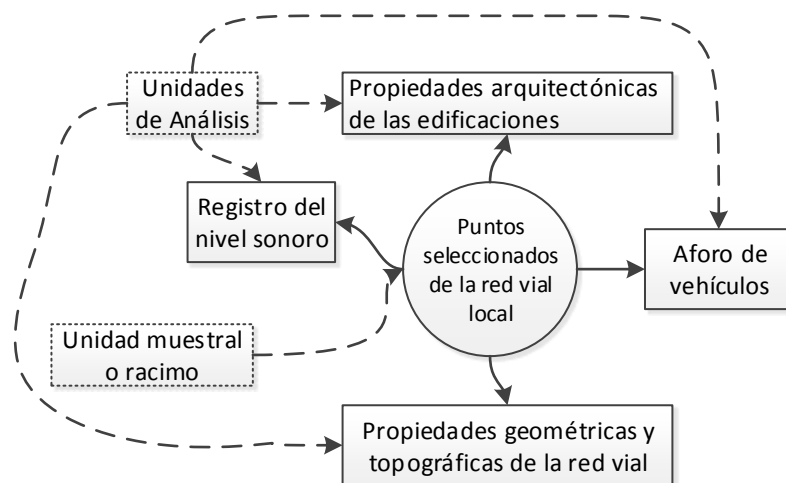 Unidades
de Análisis
Propiedades arquitectónicas
de las edificaciones
Registro del
nivel sonoro
Puntos
seleccionados
de la red vial
local
Aforo de
vehículos
Unidad muestral
o racimo
Propiedades geométricas y
topográficas de la red vial